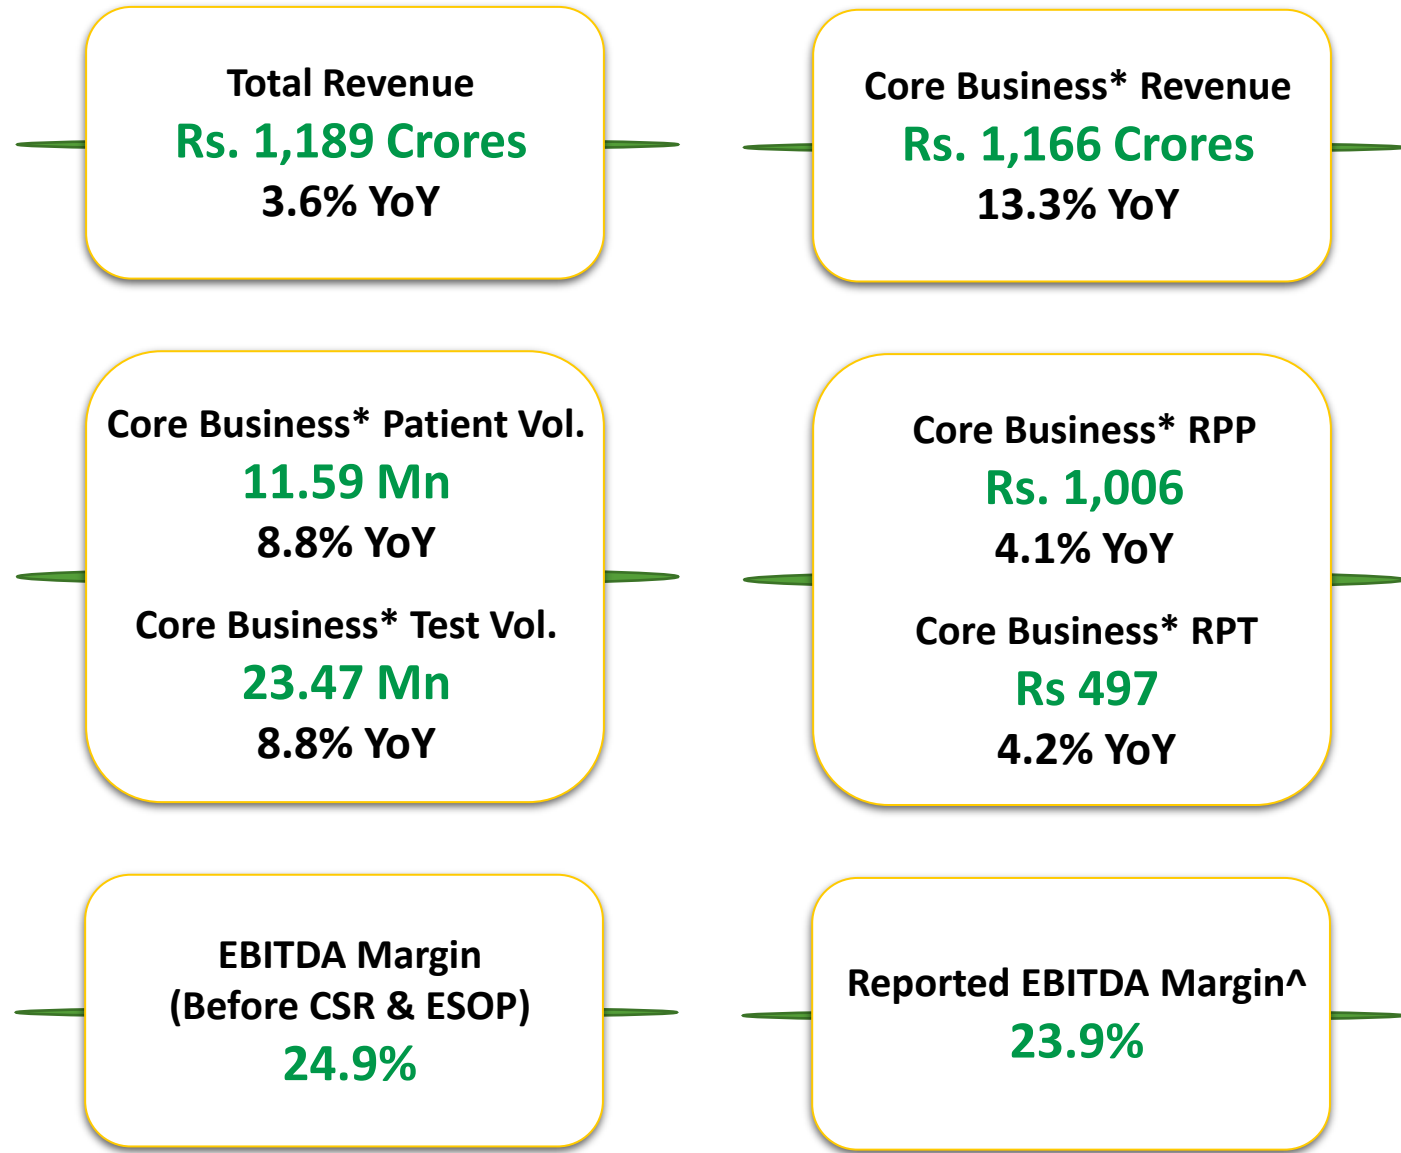 Total Revenue
Rs. 1,189 Crores
3.6% YoY
Core Business* Revenue
Rs. 1,166 Crores
13.3% YoY
Core Business* Patient Vol.
11.59 Mn
8.8% YoY
Core Business* Test Vol.
23.47 Mn
8.8% YoY
Core Business* RPP
Rs. 1,006
4.1% YoY
Core Business* RPT
Rs 497
4.2% YoY
EBITDA Margin
(Before CSR & ESOP)
24.9%
Reported EBITDA Margin^
23.9%